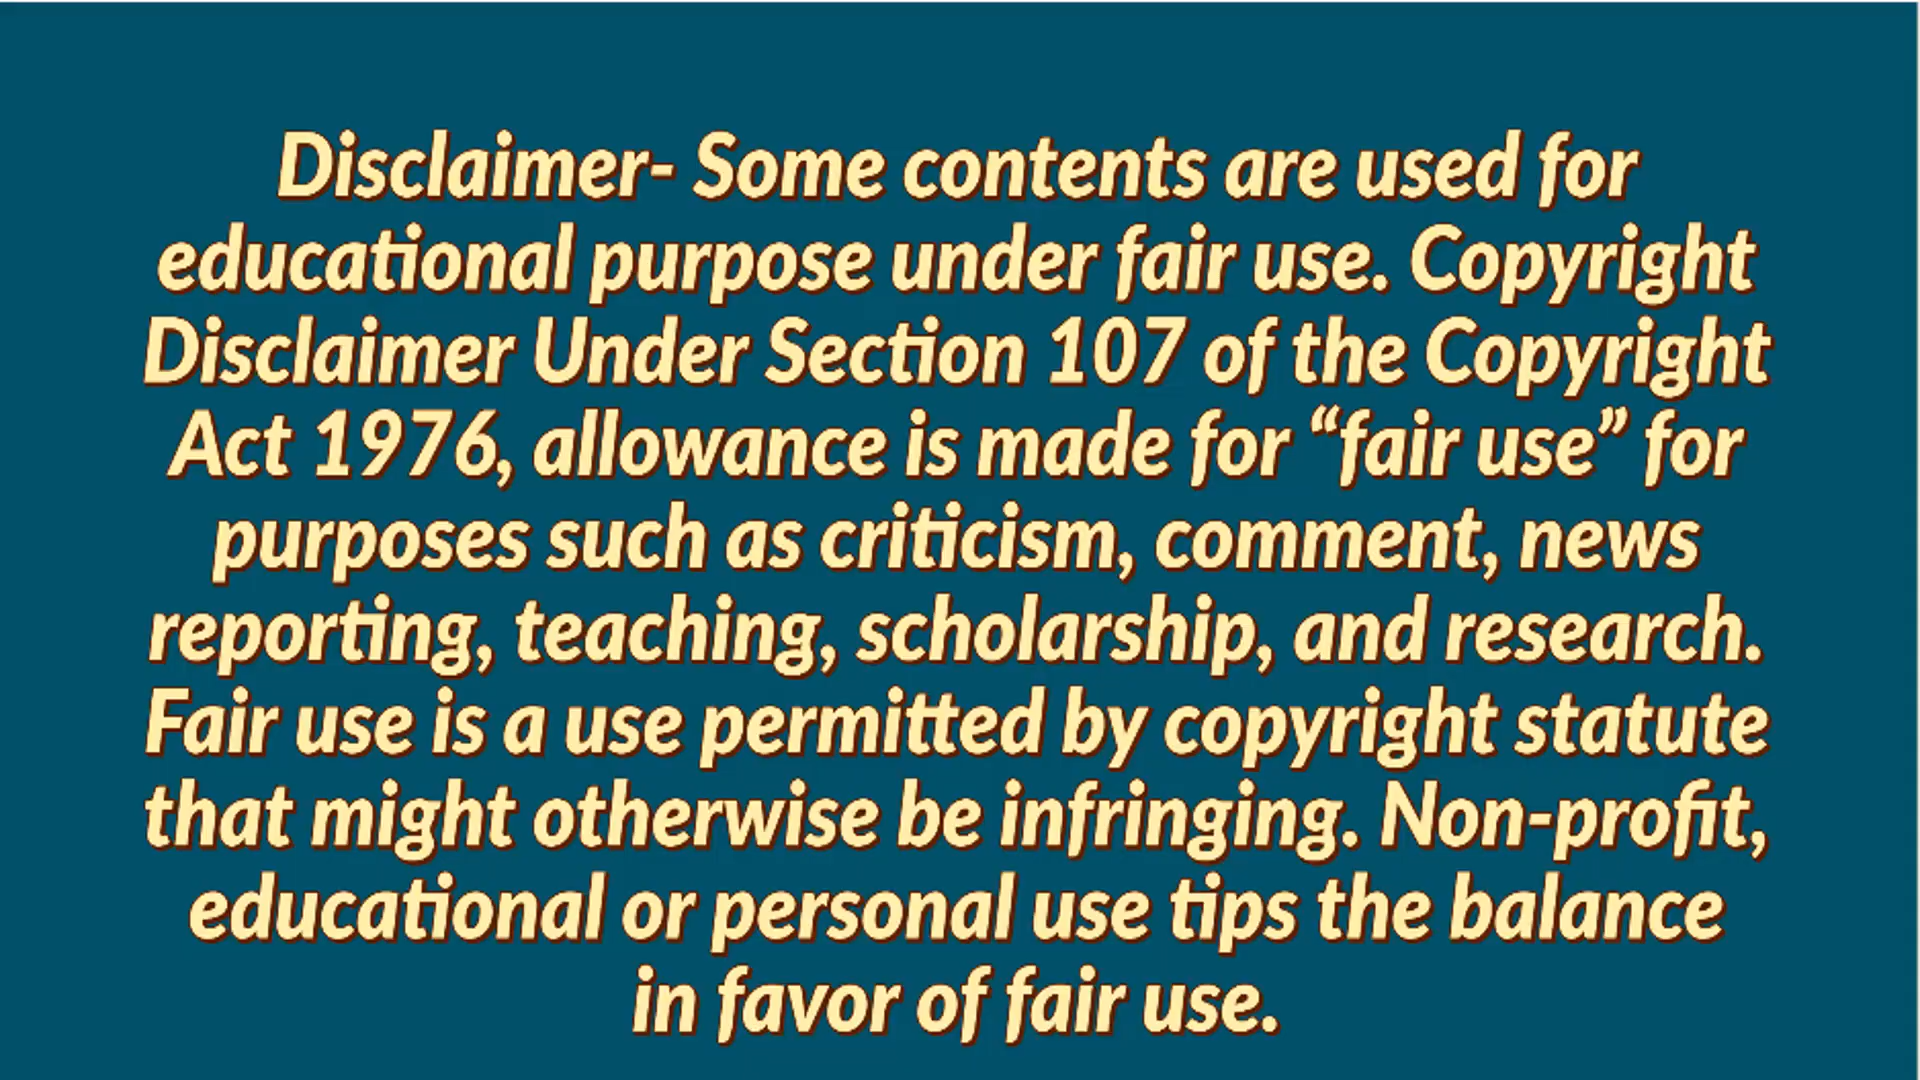 Disclaimer- Some contents are used for
educational purpose under fair use. Copyright
Disclaimer Under Section 107 of the Copyright
Act 1976, allowance is made for “fair use” for
purposes such as criticism, comment, news
reporting, teaching, scholarship, and research.
Fair use is a use permitted by copyright statute
that might otherwise be infringing. Non-profit,
educational or personal use tips the balance
in favor of fair use.